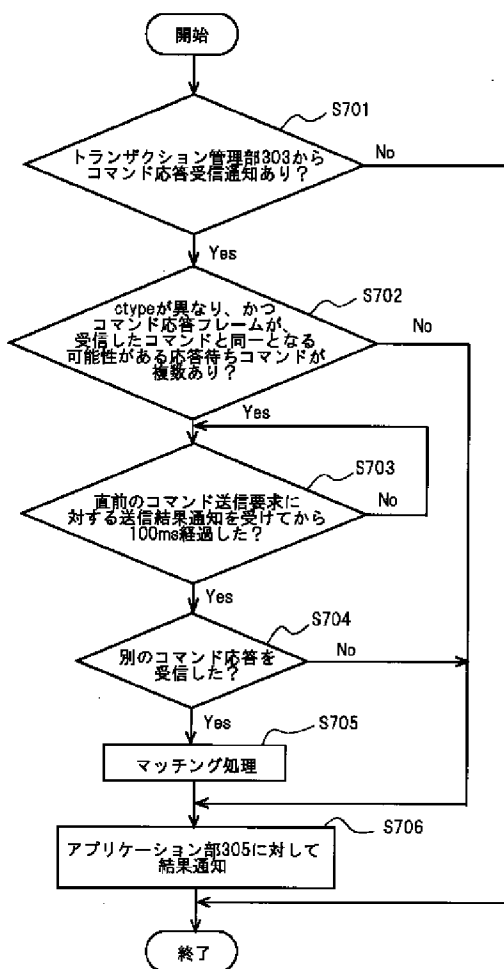 開始
S701
トランザクション管理部303から
コマンド応答受信通知あり？
No
Yes
S702
ctypeが異なり、かつ
コマンド応答フレームが、
受信したコマンドと同一となる
可能性がある応答待ちコマンドが
複数あり？
No
Yes
S703
直前のコマンド送信要求に
対する送信結果通知を受けてから
100ms経過した？
No
Yes
S704
別のコマンド応答を
受信した？
No
Yes
S705
マッチング処理
S706
アプリケーション部305に対して
結果通知
終了